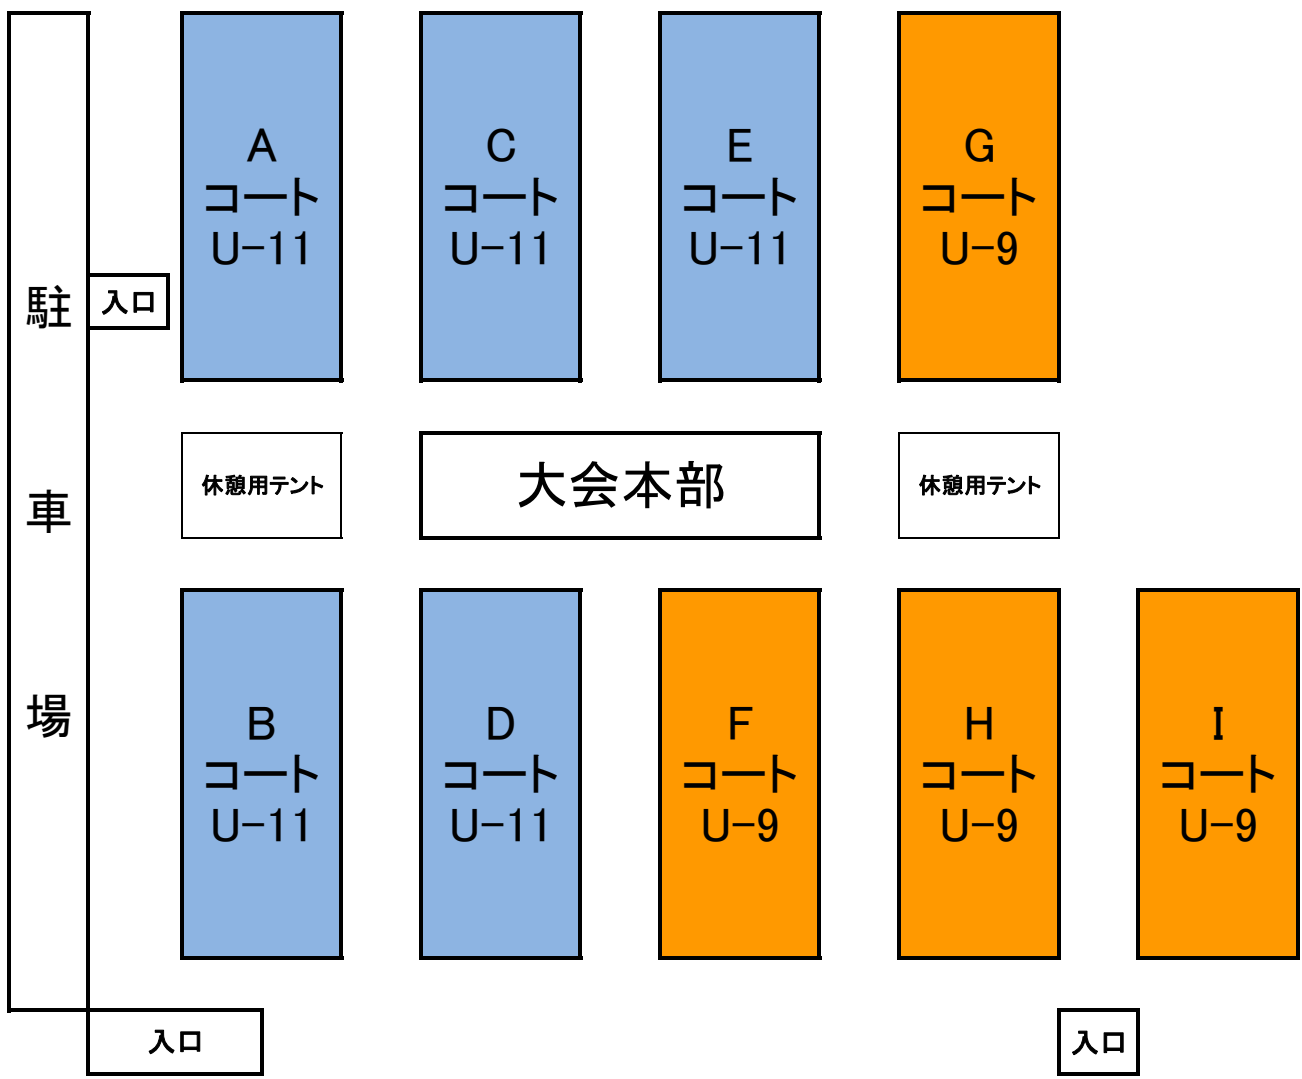 A
コート
U-11
C
コート
U-11
E
コート
U-11
G
コート
U-9
駐車場
入口
休憩用テント
大会本部
休憩用テント
B
コート
U-11
D
コート
U-11
F
コート
U-9
H
コート
U-9
I
コート
U-9
入口
入口